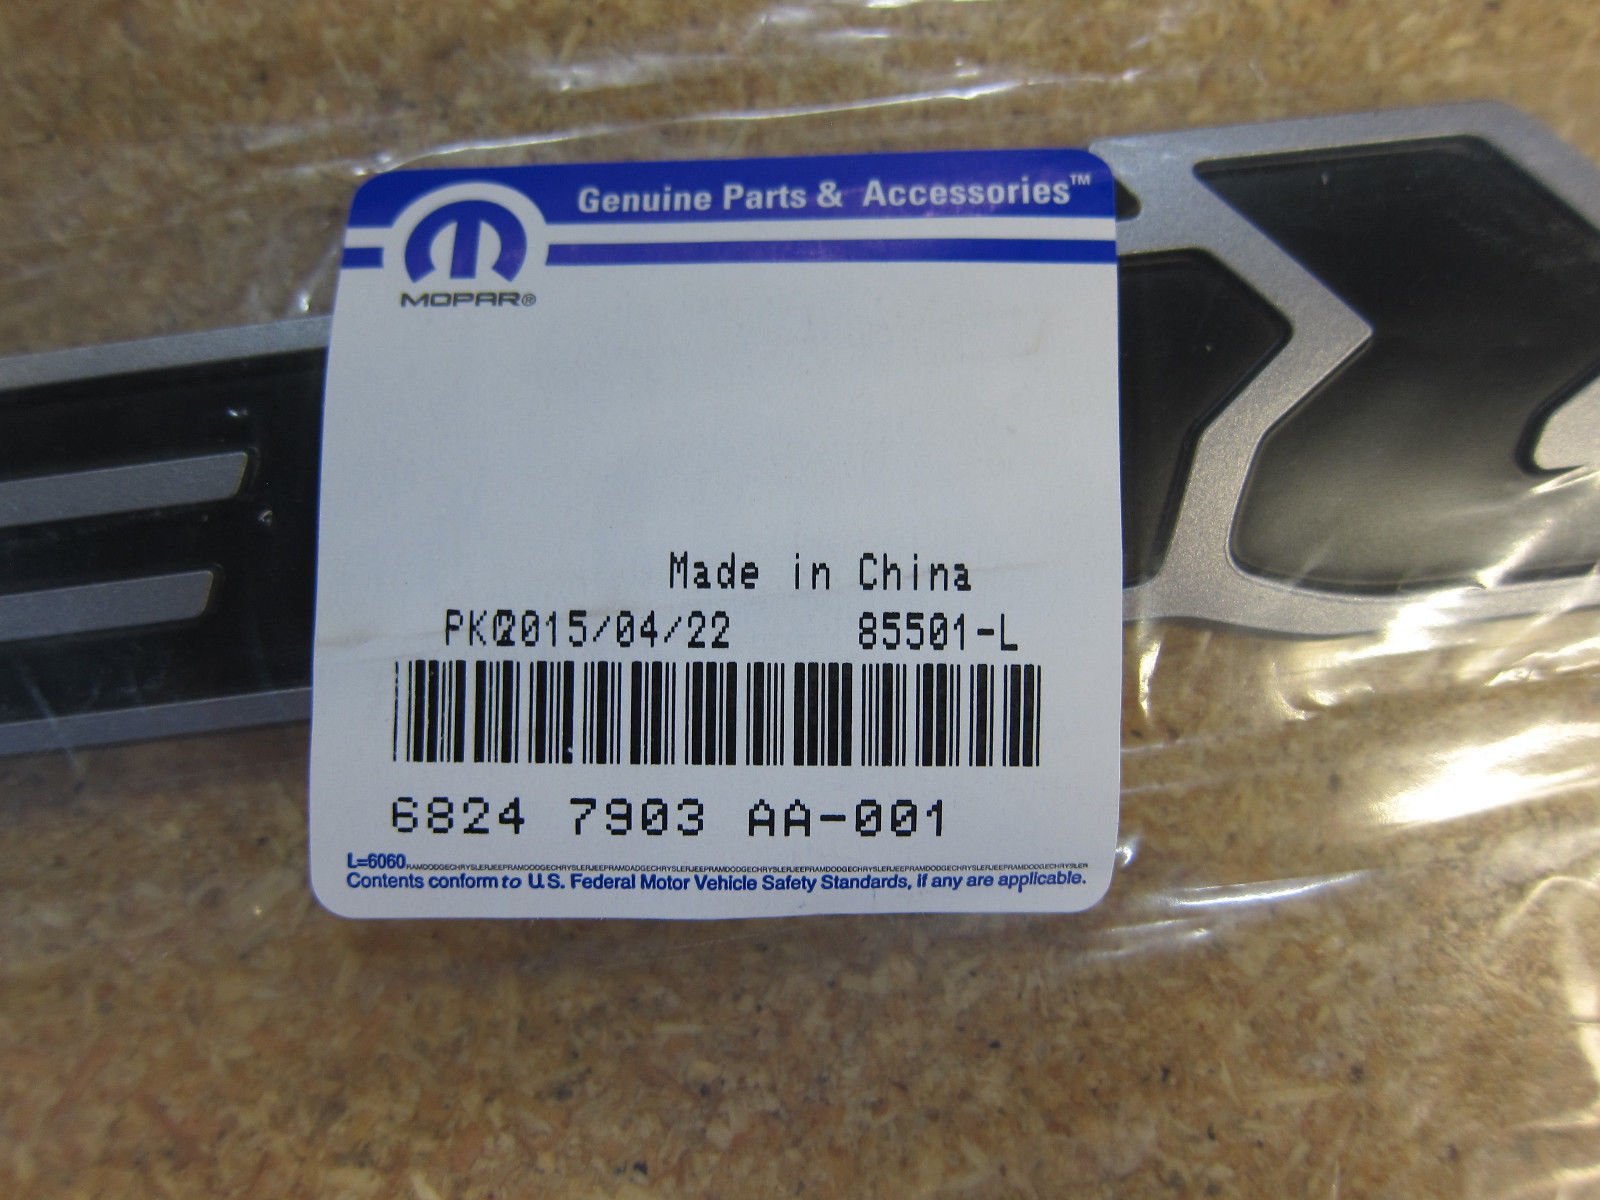 Genuine Parts & Accessories™
MOPAR®
Made in China
PKQ2015/04/22 85501-L
6824 7903 AA-001
L=6060
Contents conform to U.S. Federal Motor Vehicle Safety Standards, if any are applicable.